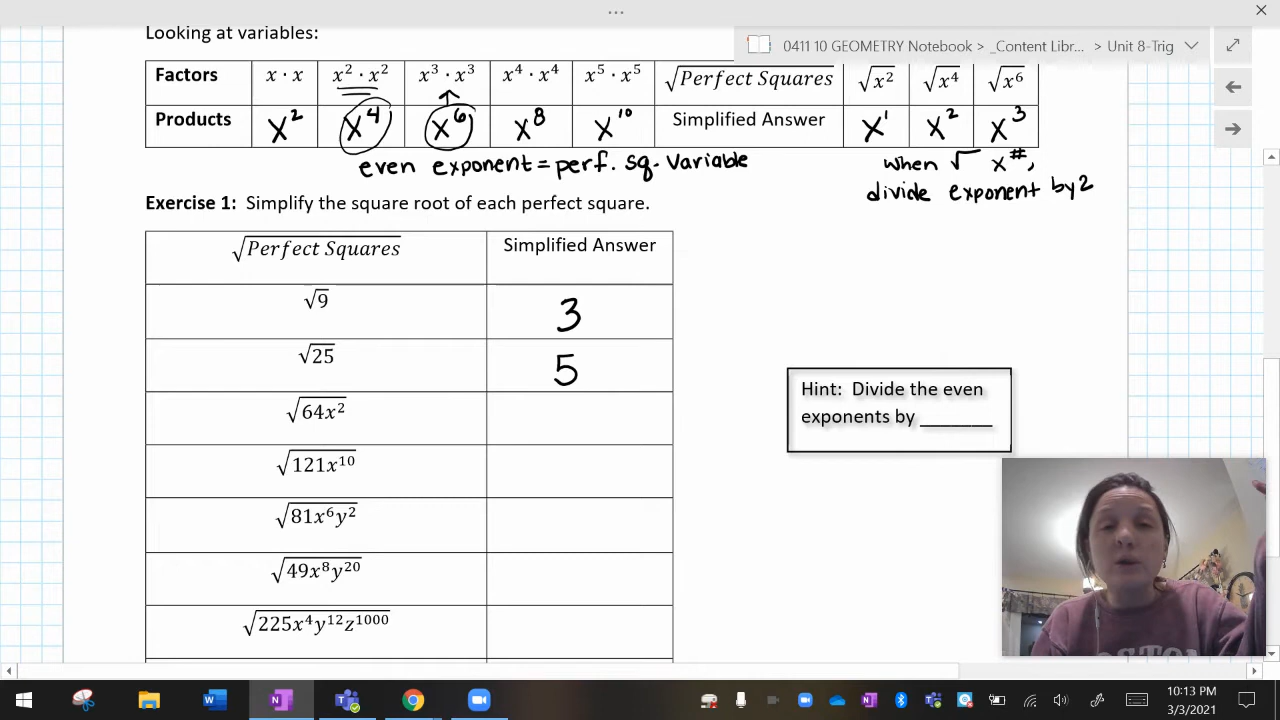 Looking at variables:
0411 10 GEOMETRY Notebook > _Content Libr... > Unit 8-Trig
Factors x · x x² · x² x³ · x³ x⁴ · x⁴ x⁵ · x⁵ √Perfect Squares √x² √x⁴ √x⁶
Products x² x⁴ x⁶ x⁸ x¹⁰ Simplified Answer x¹ x² x³
even exponent = perf. sq. variable
when √ x^#,
divide exponent by 2
Exercise 1: Simplify the square root of each perfect square.
√Perfect Squares Simplified Answer
√9 3
√25 5
√64x²
√121x¹⁰
√81x⁶y²
√49x⁸y²⁰
√225x⁴y¹²z¹⁰⁰⁰
Hint: Divide the even
exponents by _______
10:13 PM
3/3/2021